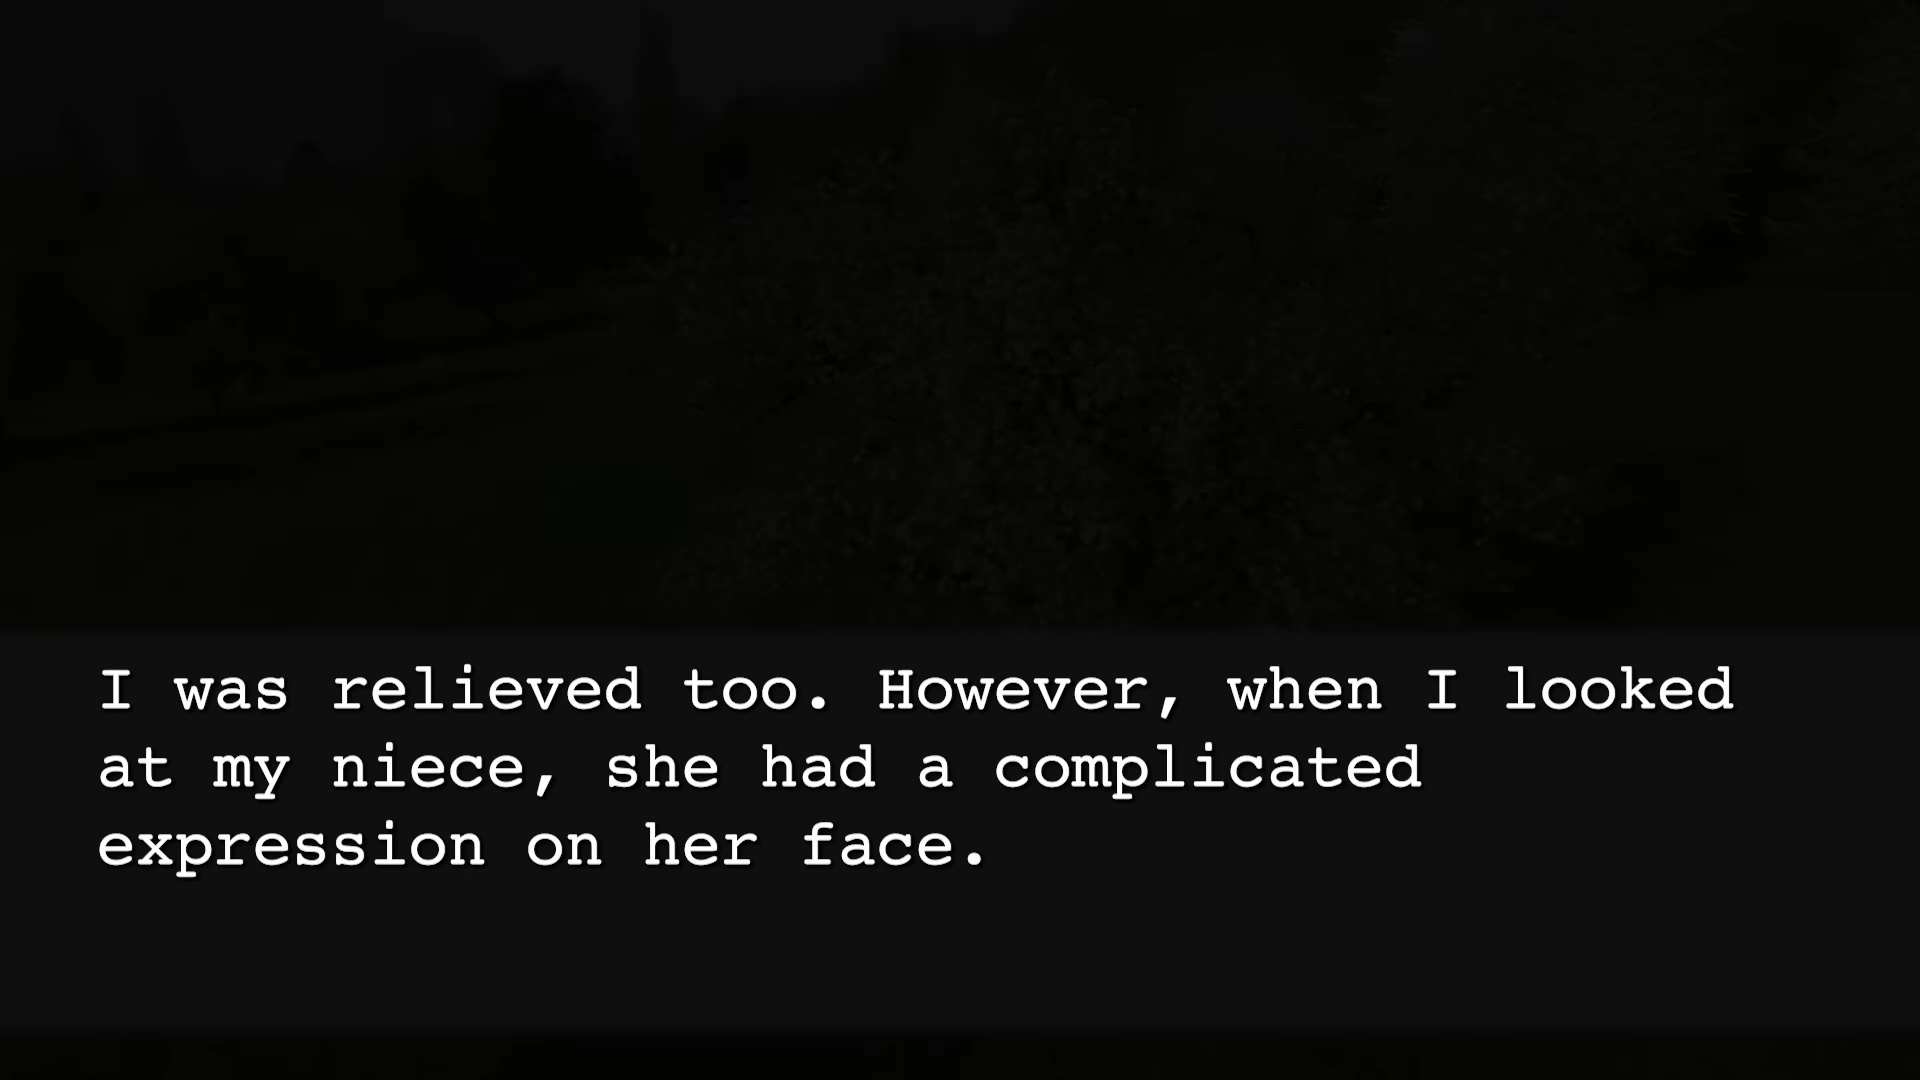 I was relieved too. However, when I looked
at my niece, she had a complicated
expression on her face.